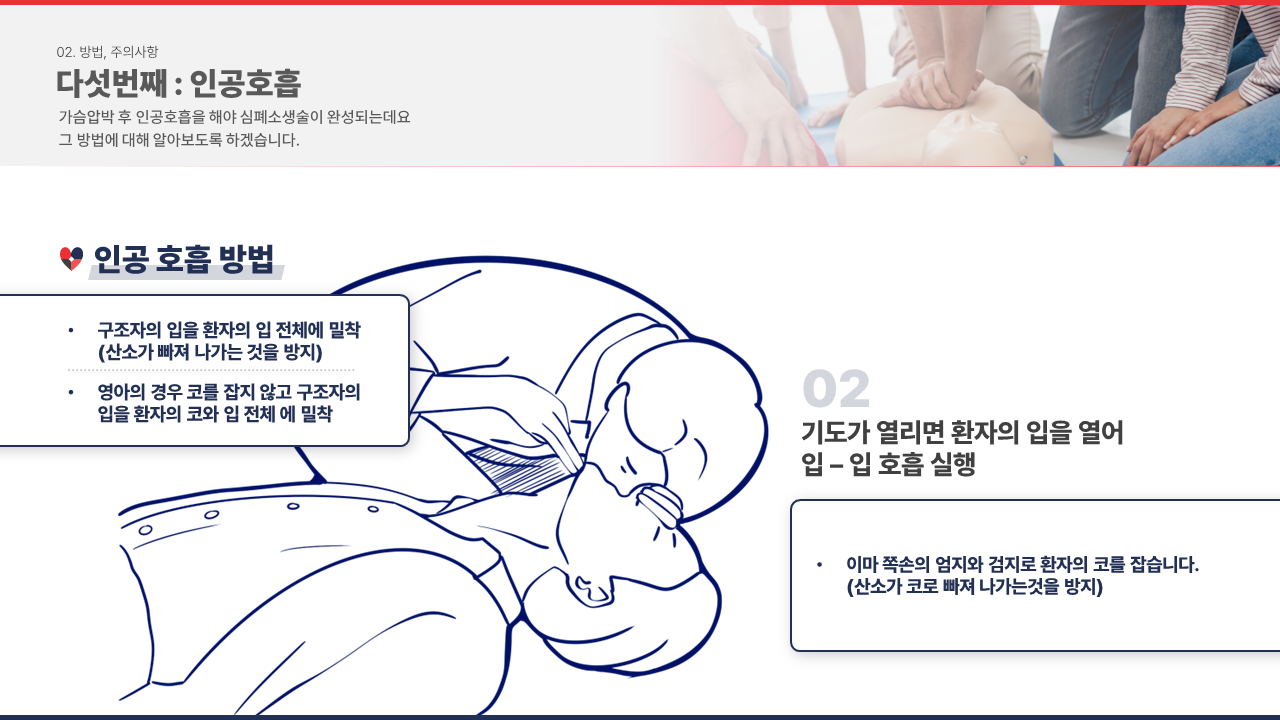 02. 방법, 주의사항
다섯번째 : 인공호흡
가슴압박 후 인공호흡을 해야 심폐소생술이 완성되는데요
그 방법에 대해 알아보도록 하겠습니다.
인공 호흡 방법
• 구조자의 입을 환자의 입 전체에 밀착
(산소가 빠져 나가는 것을 방지)
• 영아의 경우 코를 잡지 않고 구조자의
입을 환자의 코와 입 전체 에 밀착
02
기도가 열리면 환자의 입을 열어
입 – 입 호흡 실행
• 이마 쪽손의 엄지와 검지로 환자의 코를 잡습니다.
(산소가 코로 빠져 나가는것을 방지)